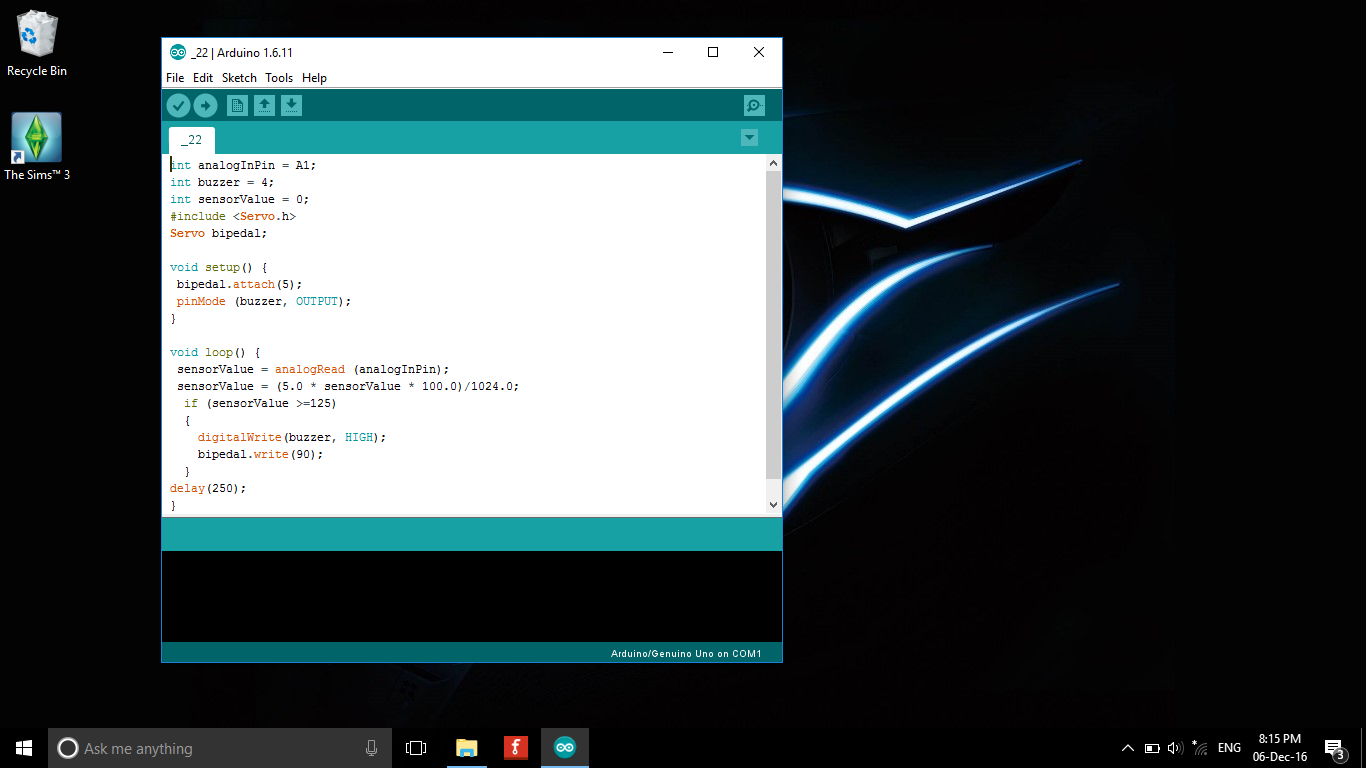 Recycle Bin
The Sims™ 3
_22 | Arduino 1.6.11
File Edit Sketch Tools Help
_22
int analogInPin = A1;
int buzzer = 4;
int sensorValue = 0;
#include <Servo.h>
Servo bipedal;
void setup() {
 bipedal.attach(5);
 pinMode (buzzer, OUTPUT);
}
void loop() {
 sensorValue = analogRead (analogInPin);
 sensorValue = (5.0 * sensorValue * 100.0)/1024.0;
  if (sensorValue >=125)
  {
    digitalWrite(buzzer, HIGH);
    bipedal.write(90);
  }
delay(250);
}
Arduino/Genuino Uno on COM1
Ask me anything
ENG
8:15 PM
06-Dec-16
3